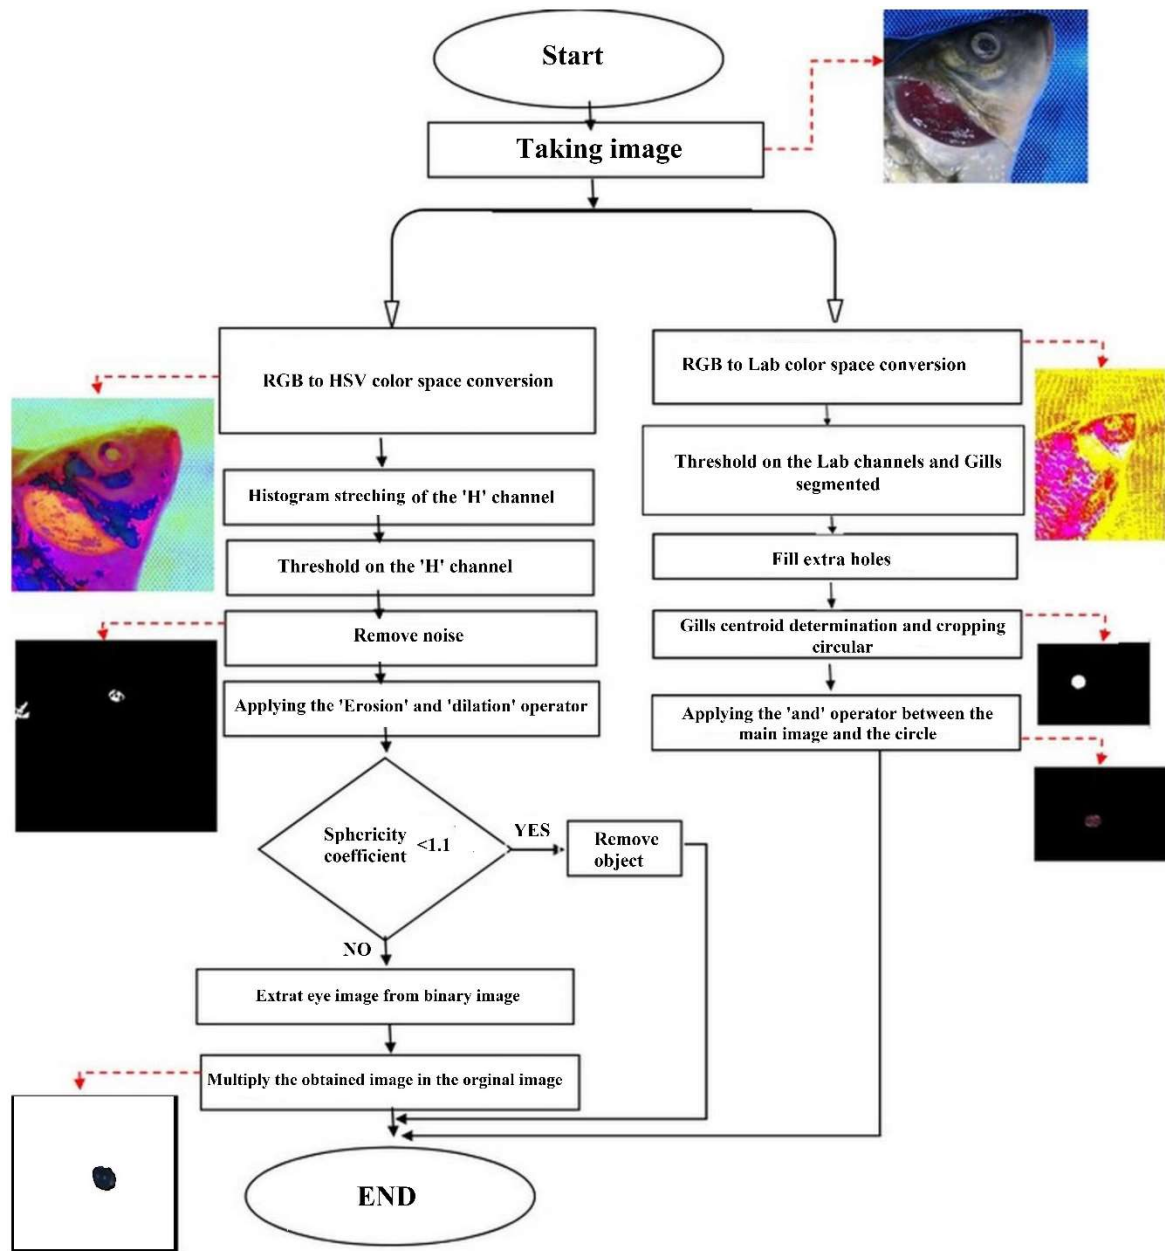 Start
Taking image
RGB to HSV color space conversion
Histogram streching of the 'H' channel
Threshold on the 'H' channel
Remove noise
Applying the 'Erosion' and 'dilation' operator
Sphericity
coefficient <1.1
YES
Remove
object
NO
Extrat eye image from binary image
Multiply the obtained image in the orginal image
RGB to Lab color space conversion
Threshold on the Lab channels and Gills
segmented
Fill extra holes
Gills centroid determination and cropping
circular
Applying the 'and' operator between the
main image and the circle
END